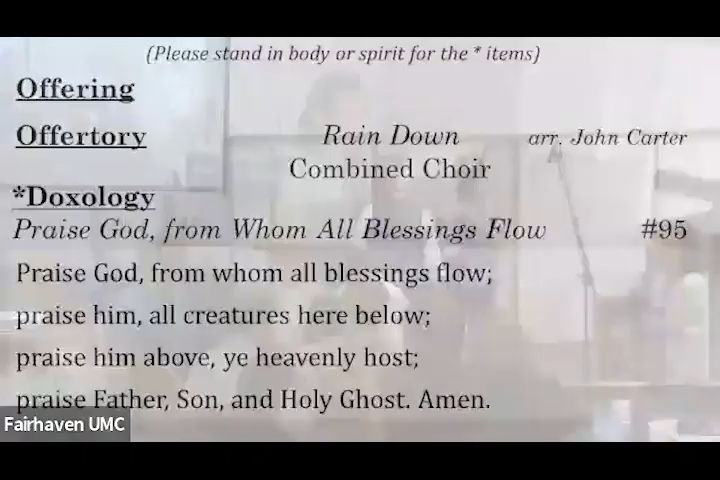 (Please stand in body or spirit for the * items)
Offering
Offertory Rain Down arr. John Carter
Combined Choir
*Doxology
Praise God, from Whom All Blessings Flow #95
Praise God, from whom all blessings flow;
praise him, all creatures here below;
praise him above, ye heavenly host;
praise Father, Son, and Holy Ghost. Amen.
Fairhaven UMC